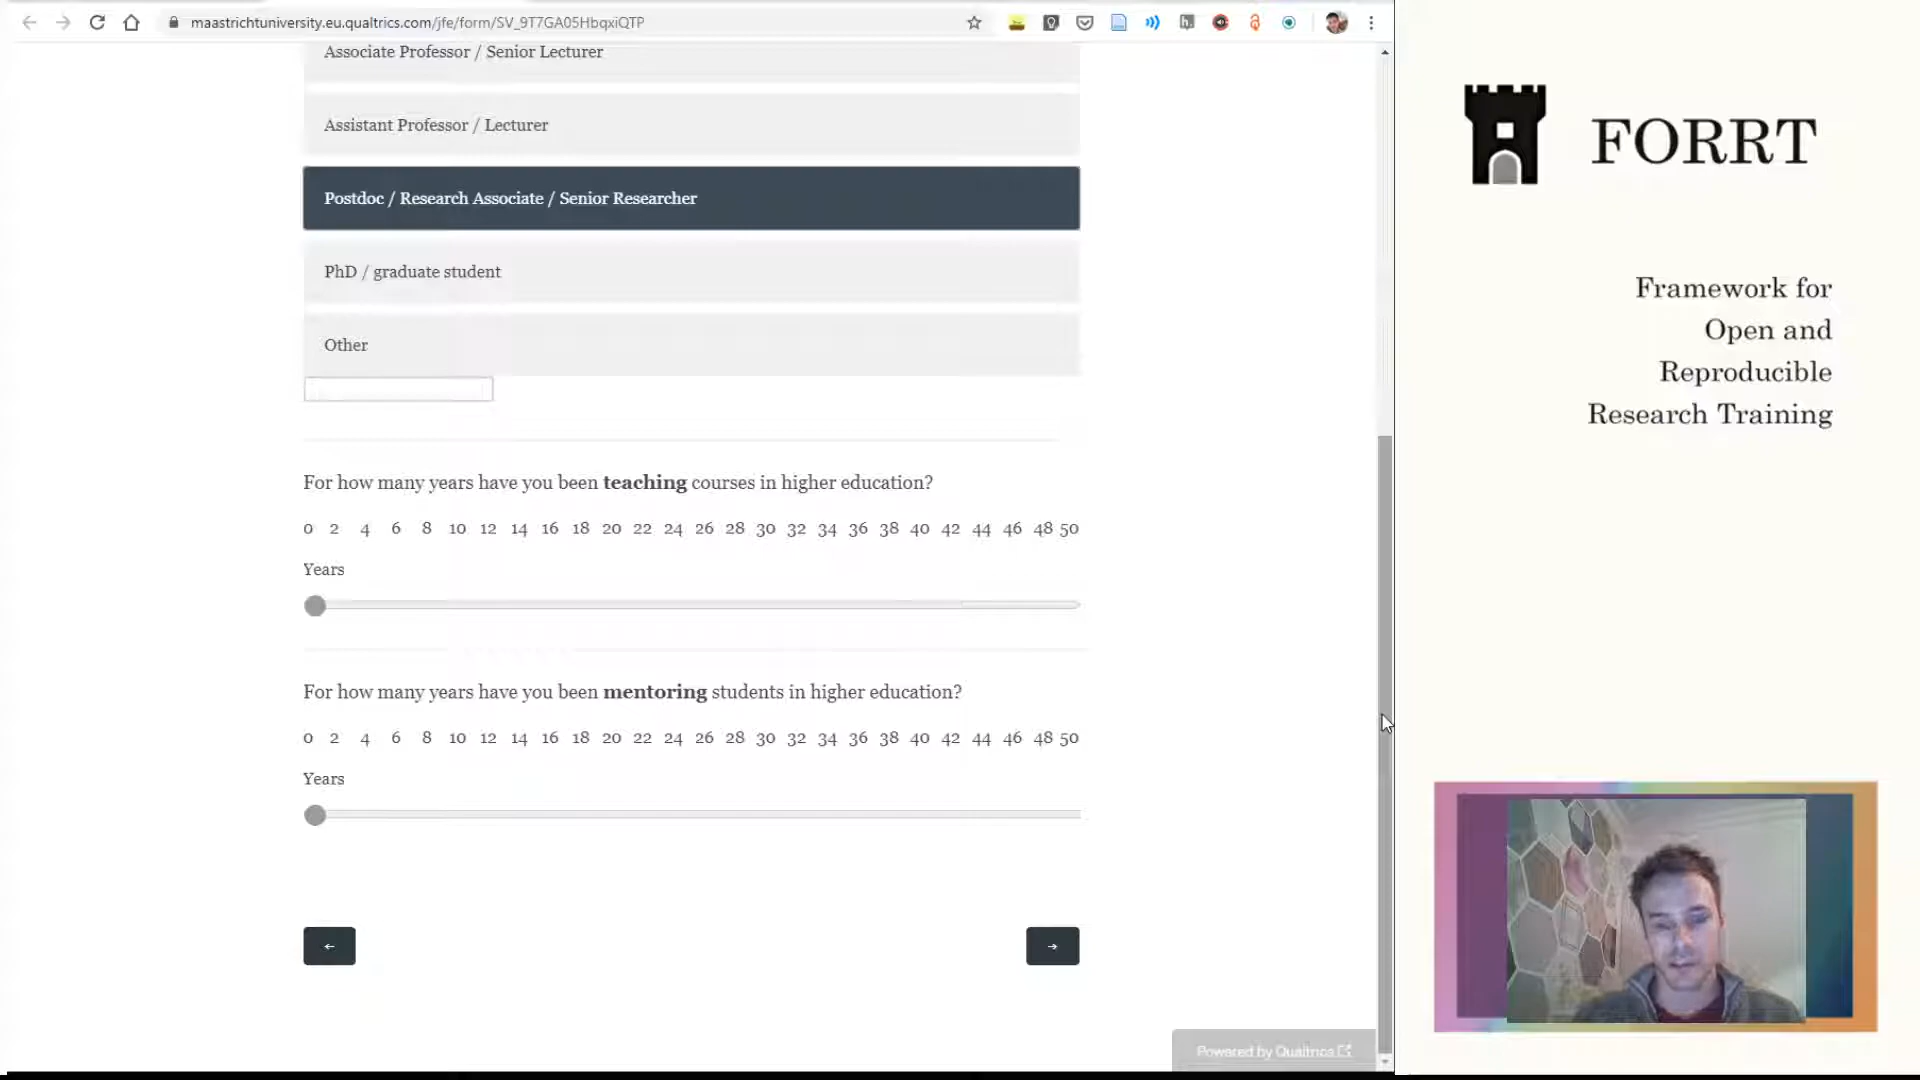 maastrichtuniversity.eu.qualtrics.com/jfe/form/SV_9T7GA05HbqxiQTP
Associate Professor / Senior Lecturer
Assistant Professor / Lecturer
Postdoc / Research Associate / Senior Researcher
PhD / graduate student
Other
For how many years have you been teaching courses in higher education?
0 2 4 6 8 10 12 14 16 18 20 22 24 26 28 30 32 34 36 38 40 42 44 46 48 50
Years
For how many years have you been mentoring students in higher education?
0 2 4 6 8 10 12 14 16 18 20 22 24 26 28 30 32 34 36 38 40 42 44 46 48 50
Years
←
→
Powered by Qualtrics
FORRT
Framework for
Open and
Reproducible
Research Training